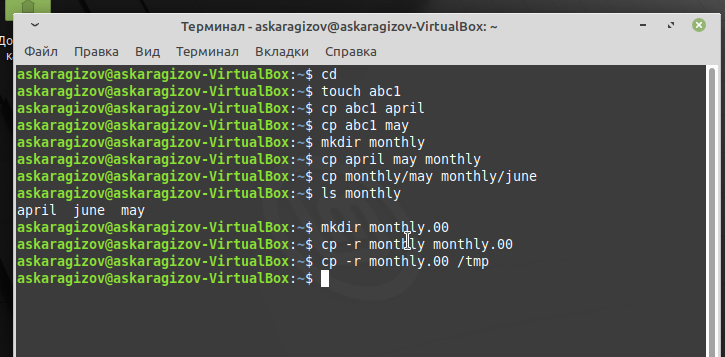 До
ка
Терминал - askaragizov@askaragizov-VirtualBox: ~
Файл Правка Вид Терминал Вкладки Справка
askaragizov@askaragizov-VirtualBox:~$ cd
askaragizov@askaragizov-VirtualBox:~$ touch abc1
askaragizov@askaragizov-VirtualBox:~$ cp abc1 april
askaragizov@askaragizov-VirtualBox:~$ cp abc1 may
askaragizov@askaragizov-VirtualBox:~$ mkdir monthly
askaragizov@askaragizov-VirtualBox:~$ cp april may monthly
askaragizov@askaragizov-VirtualBox:~$ cp monthly/may monthly/june
askaragizov@askaragizov-VirtualBox:~$ ls monthly
april june may
askaragizov@askaragizov-VirtualBox:~$ mkdir monthly.00
askaragizov@askaragizov-VirtualBox:~$ cp -r monthly monthly.00
askaragizov@askaragizov-VirtualBox:~$ cp -r monthly.00 /tmp
askaragizov@askaragizov-VirtualBox:~$